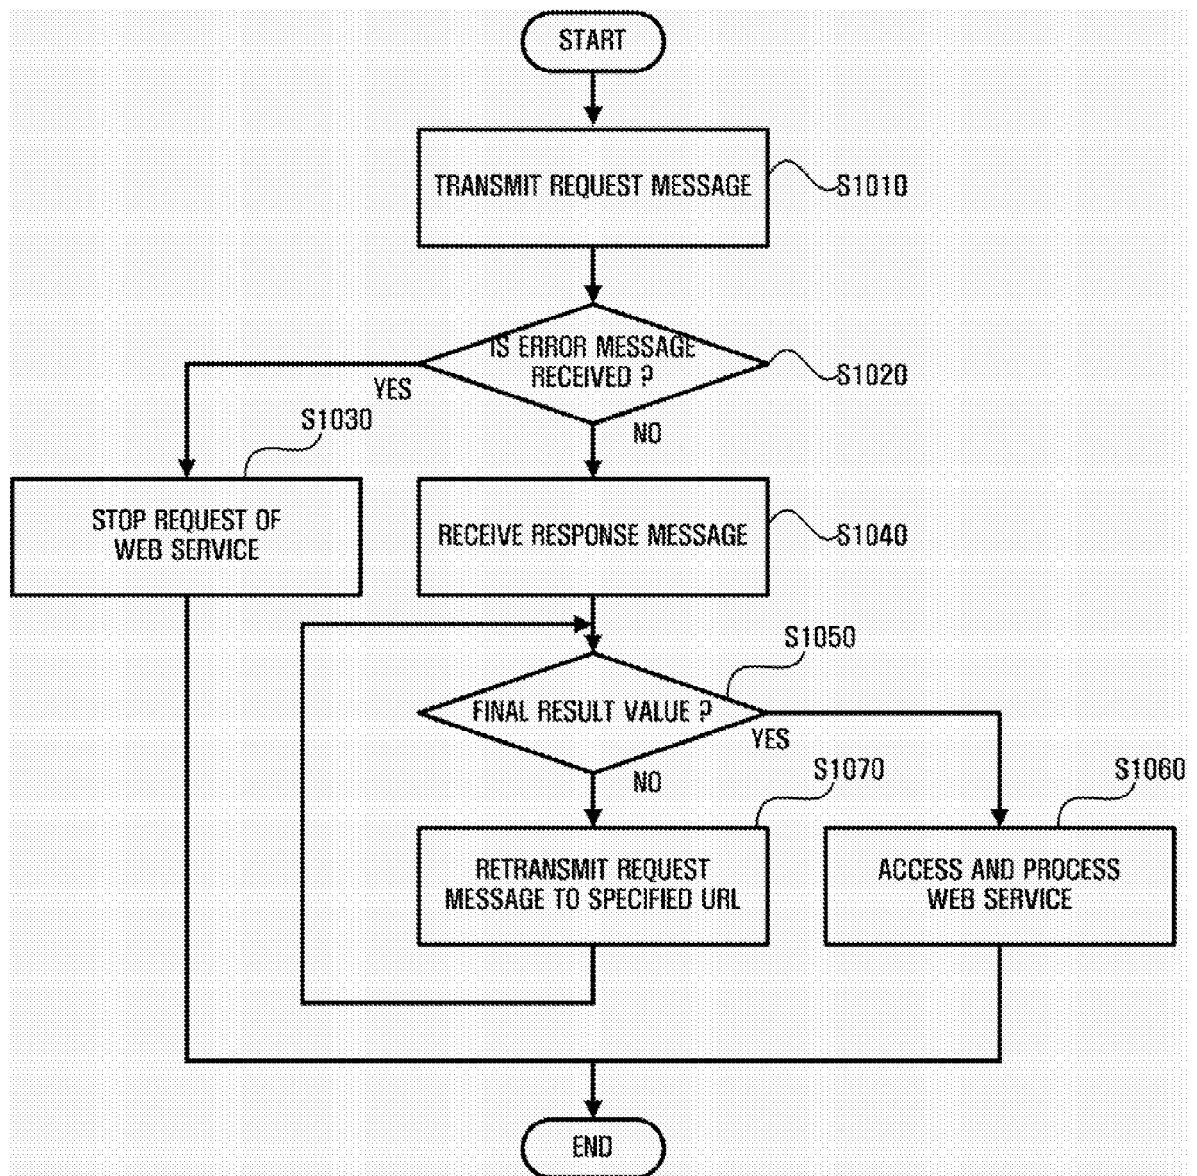 START
TRANSMIT REQUEST MESSAGE
S1010
IS ERROR MESSAGE
RECEIVED ?
S1020
YES
NO
S1030
STOP REQUEST OF
WEB SERVICE
RECEIVE RESPONSE MESSAGE
S1040
S1050
FINAL RESULT VALUE ?
YES
NO
S1070
S1060
RETRANSMIT REQUEST
MESSAGE TO SPECIFIED URL
ACCESS AND PROCESS
WEB SERVICE
END